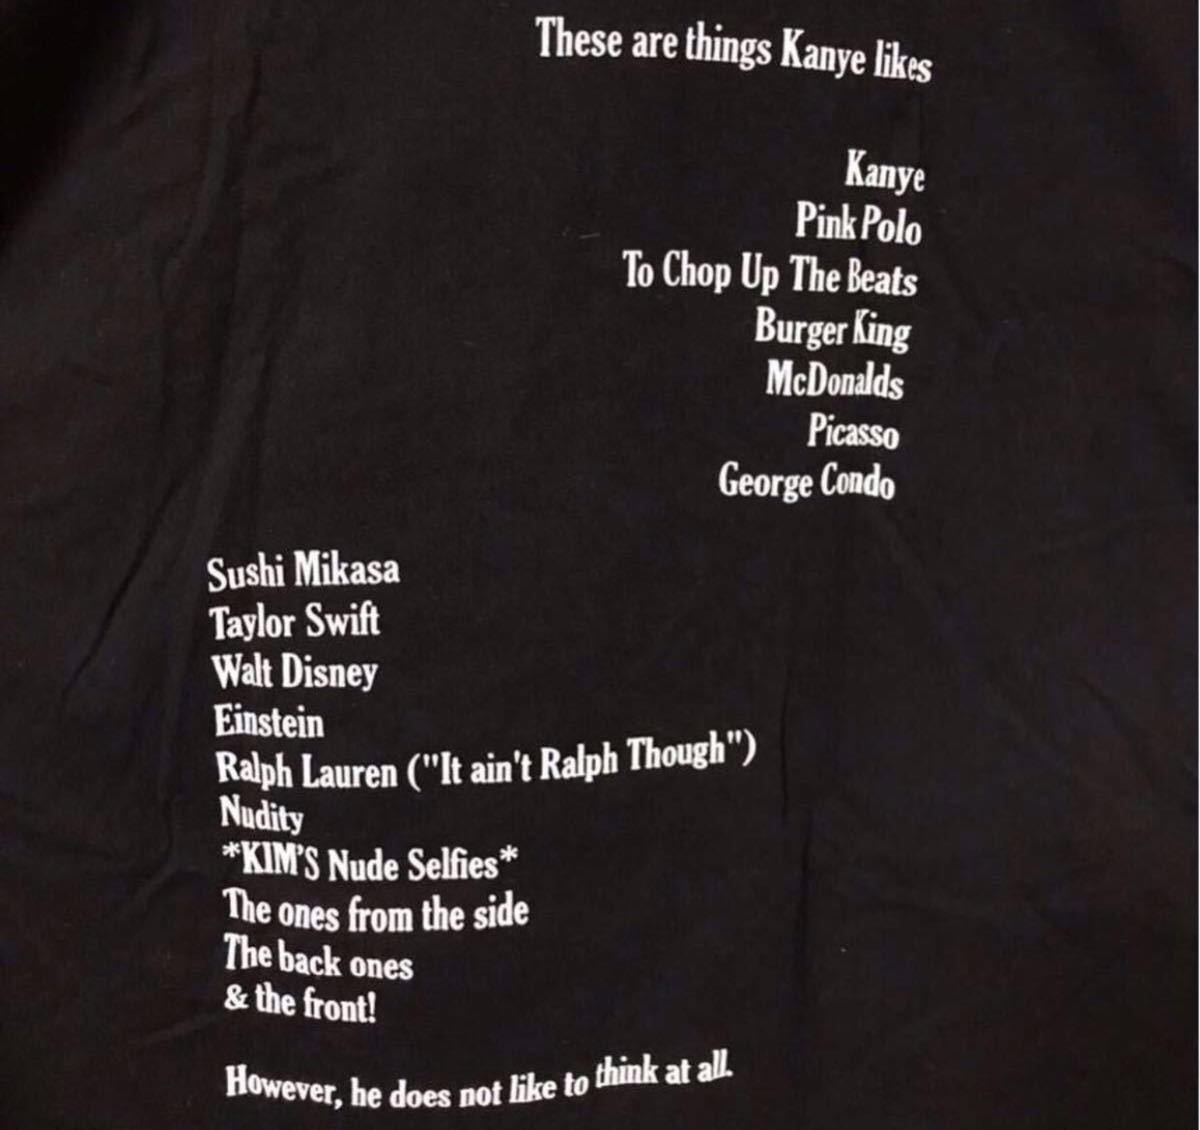 These are things Kanye likes
Kanye
Pink Polo
To Chop Up The Beats
Burger King
McDonalds
Picasso
George Condo
Sushi Mikasa
Taylor Swift
Walt Disney
Einstein
Ralph Lauren ("It ain't Ralph Though")
Nudity
*KIM'S Nude Selfies*
The ones from the side
The back ones
& the front!
However, he does not like to think at all.